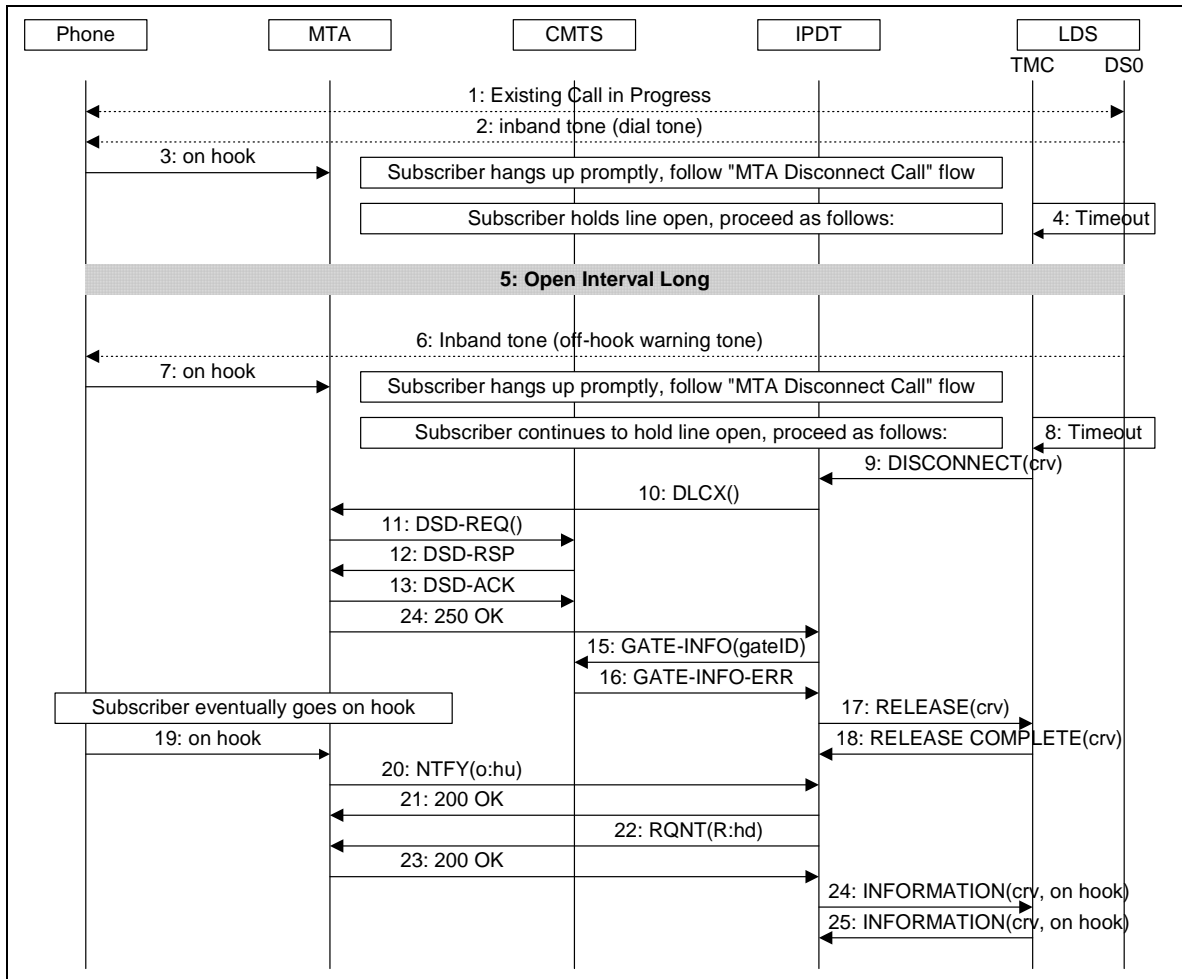 Phone MTA CMTS IPDT LDS
TMC DS0
1: Existing Call in Progress
2: inband tone (dial tone)
3: on hook
Subscriber hangs up promptly, follow "MTA Disconnect Call" flow
Subscriber holds line open, proceed as follows:
4: Timeout
5: Open Interval Long
6: Inband tone (off-hook warning tone)
7: on hook
Subscriber hangs up promptly, follow "MTA Disconnect Call" flow
Subscriber continues to hold line open, proceed as follows:
8: Timeout
9: DISCONNECT(crv)
10: DLCX()
11: DSD-REQ()
12: DSD-RSP
13: DSD-ACK
24: 250 OK
15: GATE-INFO(gateID)
16: GATE-INFO-ERR
Subscriber eventually goes on hook
17: RELEASE(crv)
19: on hook
18: RELEASE COMPLETE(crv)
20: NTFY(o:hu)
21: 200 OK
22: RQNT(R:hd)
23: 200 OK
24: INFORMATION(crv, on hook)
25: INFORMATION(crv, on hook)